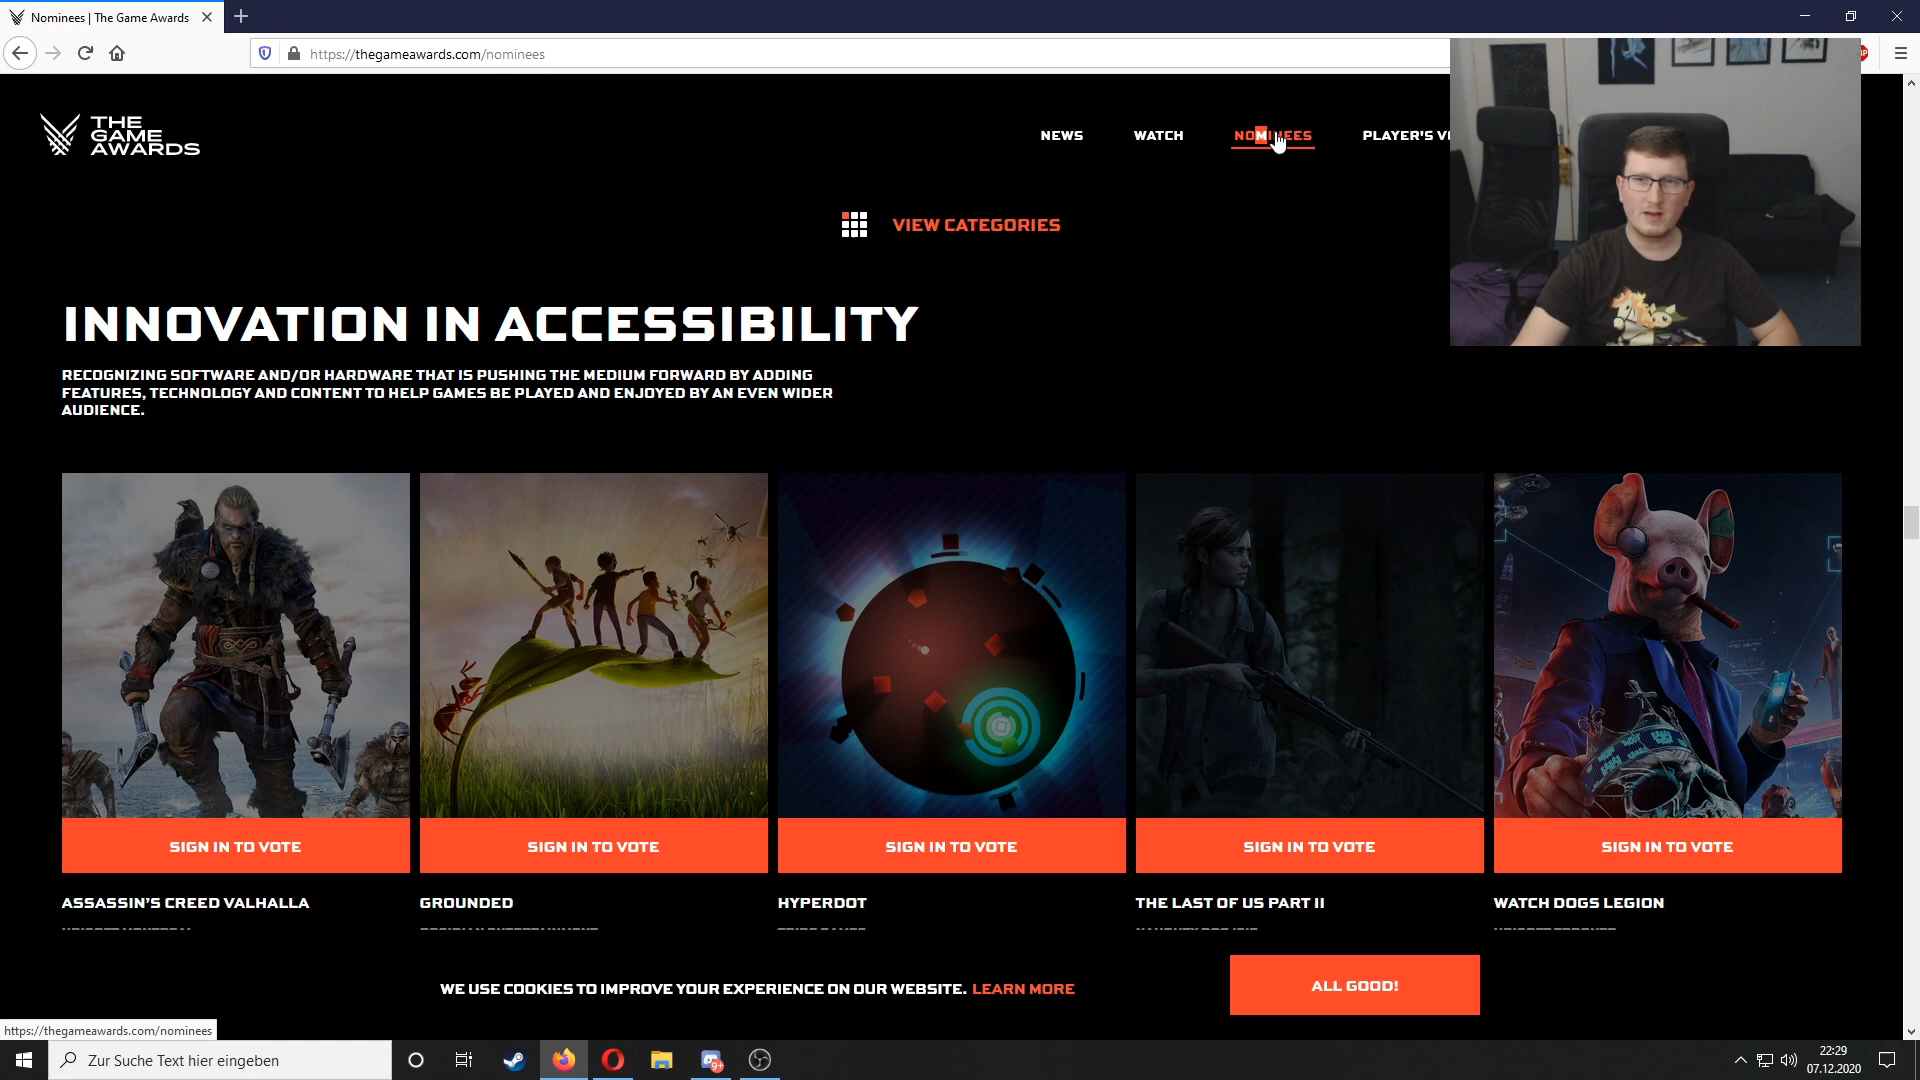 Nominees | The Game Awards
https://thegameawards.com/nominees
THE
GAME
AWARDS
NEWS
WATCH
NOMINEES
PLAYER'S
VIEW CATEGORIES
INNOVATION IN ACCESSIBILITY
RECOGNIZING SOFTWARE AND/OR HARDWARE THAT IS PUSHING THE MEDIUM FORWARD BY ADDING
FEATURES, TECHNOLOGY AND CONTENT TO HELP GAMES BE PLAYED AND ENJOYED BY AN EVEN WIDER
AUDIENCE.
SIGN IN TO VOTE
SIGN IN TO VOTE
SIGN IN TO VOTE
SIGN IN TO VOTE
SIGN IN TO VOTE
ASSASSIN'S CREED VALHALLA
GROUNDED
HYPERDOT
THE LAST OF US PART II
WATCH DOGS LEGION
WE USE COOKIES TO IMPROVE YOUR EXPERIENCE ON OUR WEBSITE. LEARN MORE
ALL GOOD!
https://thegameawards.com/nominees
Zur Suche Text hier eingeben
9+
22:29
07.12.2020